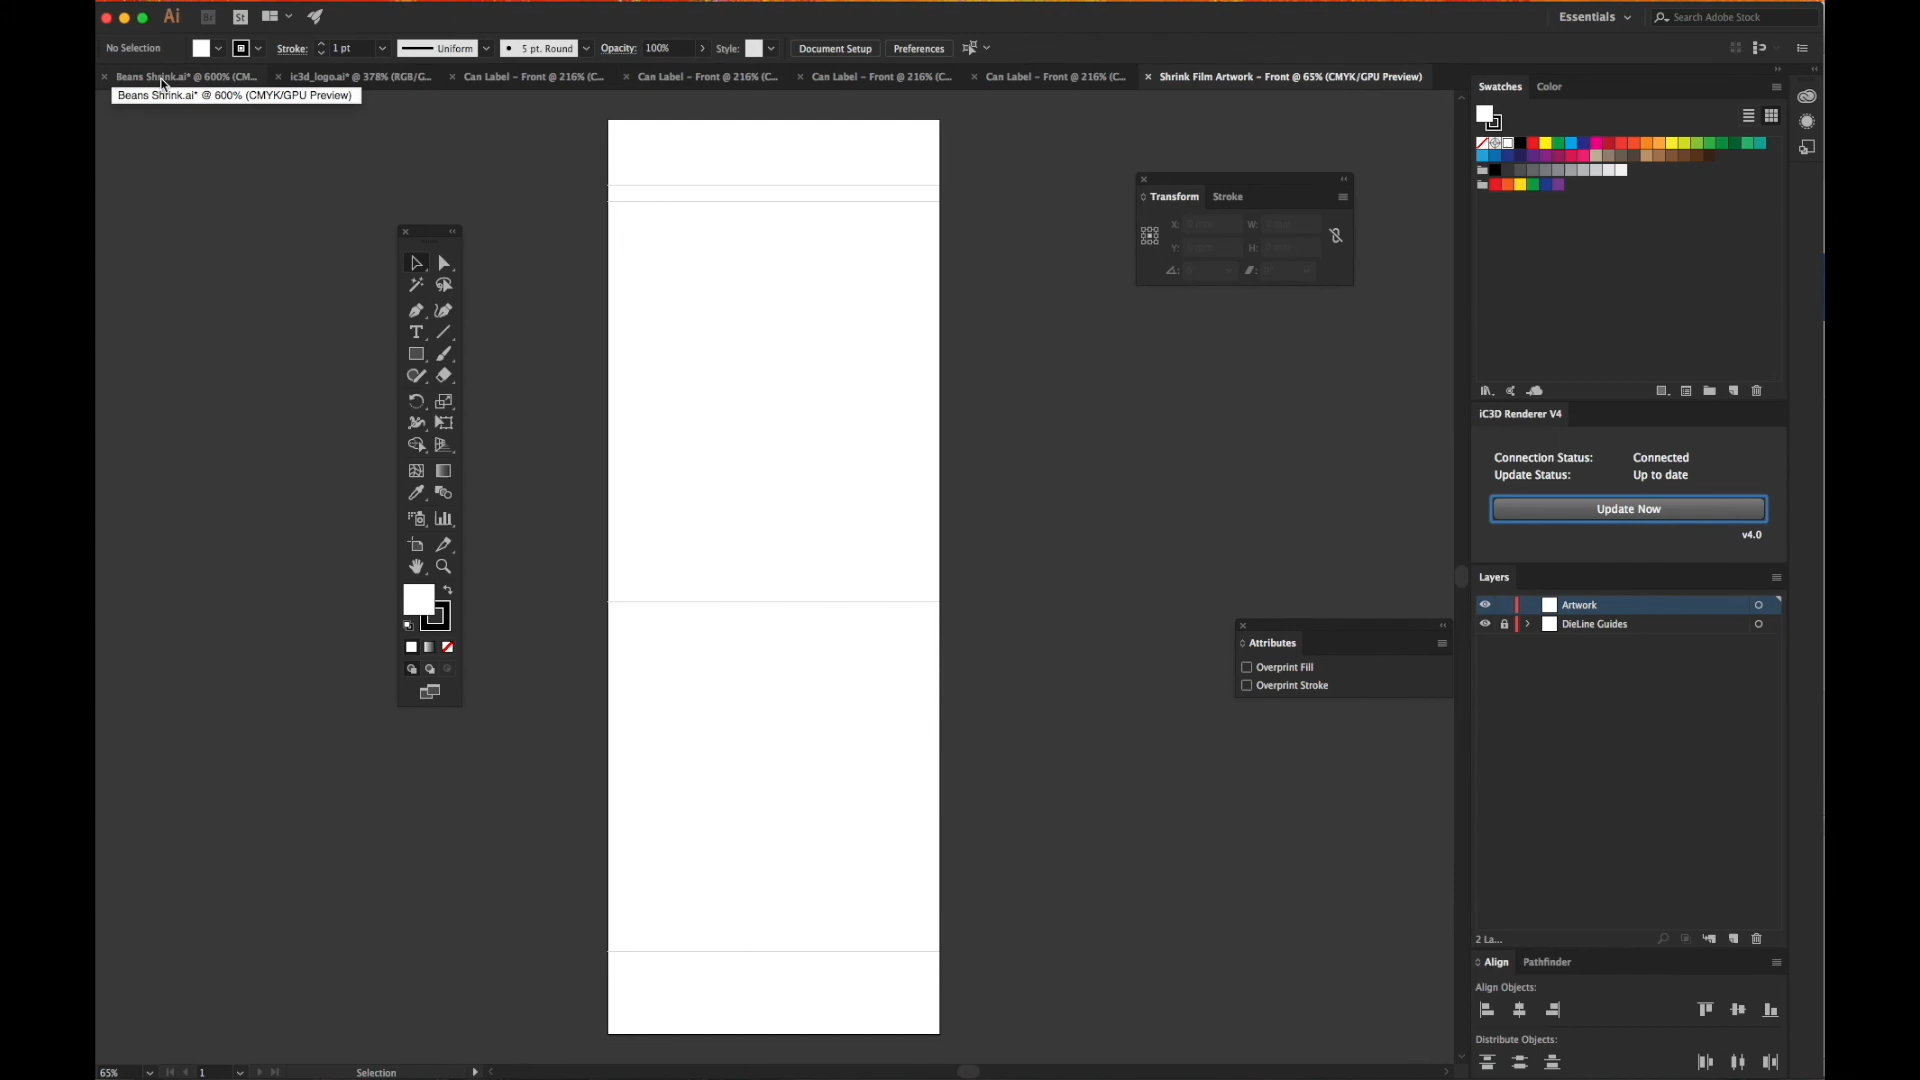 Ai Br St Essentials Search Adobe Stock
No Selection Stroke: 1 pt Uniform 5 pt. Round Opacity: 100% Style: Document Setup Preferences
Beans Shrink.ai* @ 600% (CM... ic3d_logo.ai* @ 378% (RGB/G... Can Label – Front @ 216% (C... Can Label – Front @ 216% (C... Can Label – Front @ 216% (C... Can Label – Front @ 216% (C... Shrink Film Artwork – Front @ 65% (CMYK/GPU Preview)
Beans Shrink.ai* @ 600% (CMYK/GPU Preview)
Swatches Color
Transform Stroke
X: W:
Y: H:
iC3D Renderer V4
Connection Status: Connected
Update Status: Up to date
Update Now
v4.0
Layers
Artwork
DieLine Guides
Attributes
Overprint Fill
Overprint Stroke
2 La...
Align Pathfinder
Align Objects:
Distribute Objects:
65% 1 Selection